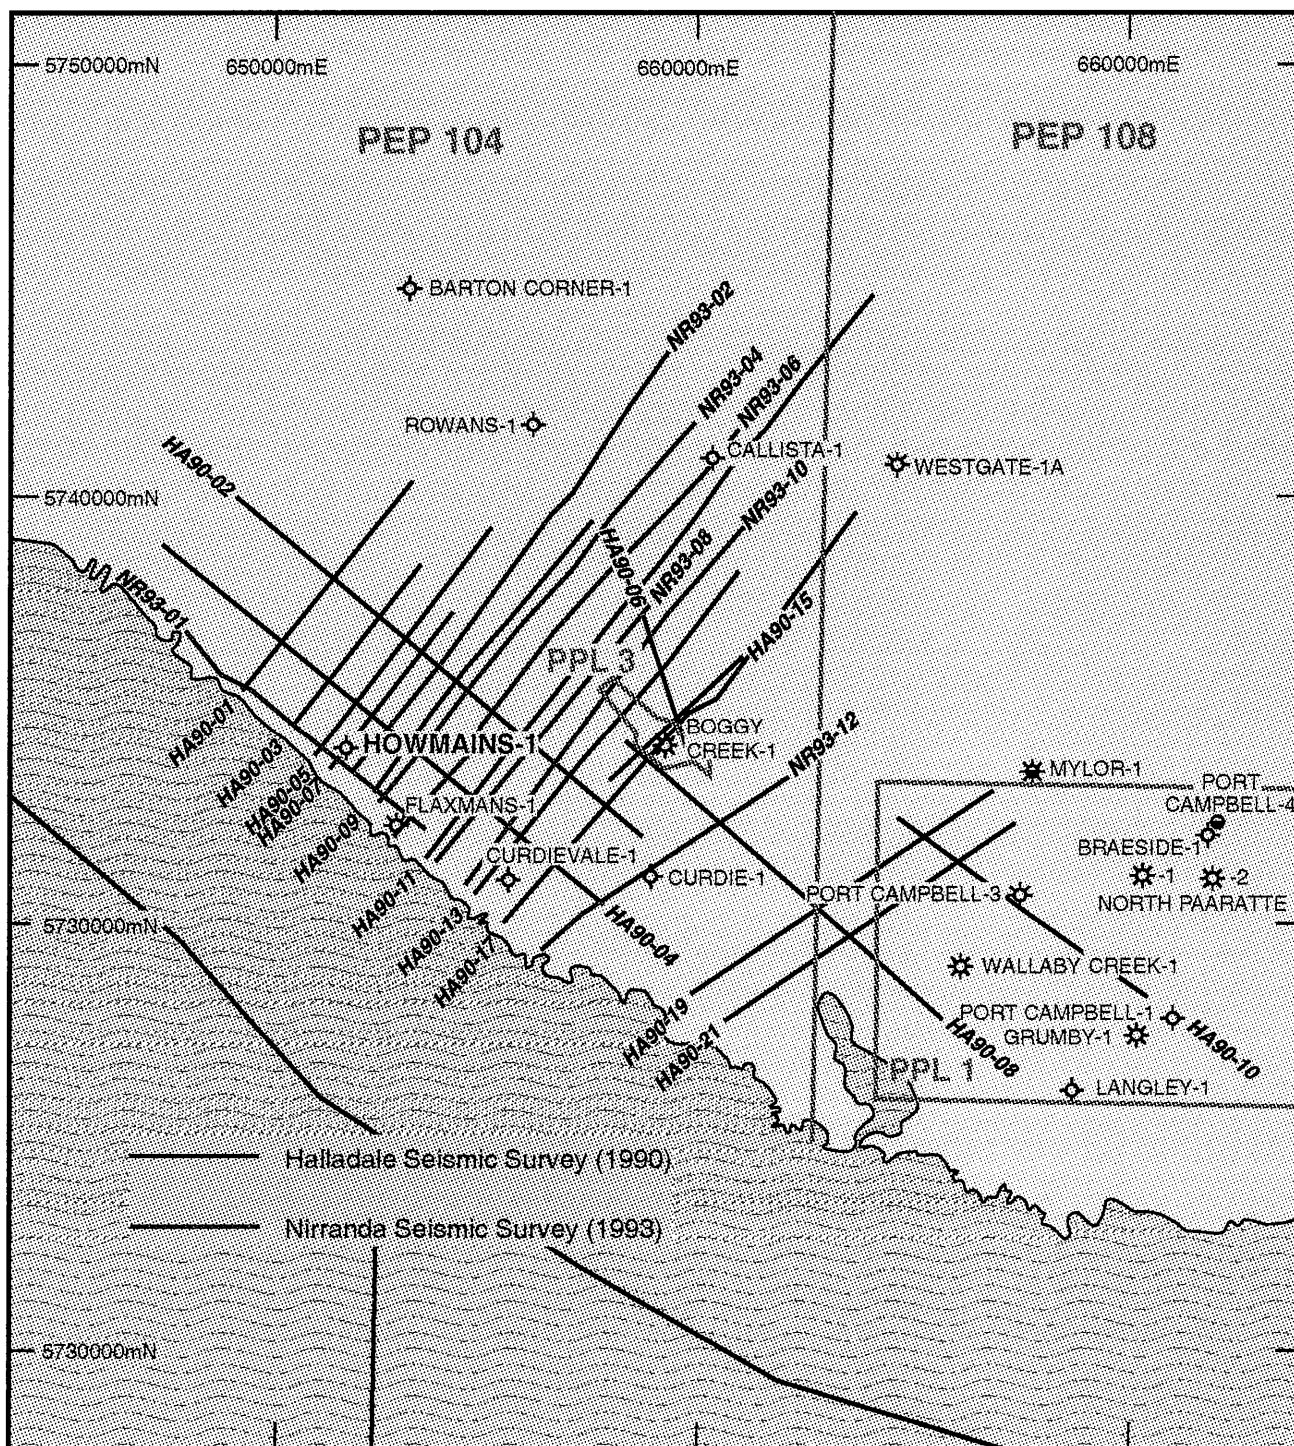 5750000mN
650000mE
660000mE
660000mE
PEP 104
PEP 108
BARTON CORNER-1
NR93-02
NR93-04
NR93-06
ROWANS-1
CALLISTA-1
HA90-02
WESTGATE-1A
NR93-10
5740000mN
HA90-06
NR93-08
NR93-01
HA90-15
PPL 3
HA90-01
BOGGY
CREEK-1
NR93-12
HOWMAINS-1
HA90-03
MYLOR-1
HA90-05
PORT
CAMPBELL-4
HA90-07
FLAXMANS-1
HA90-09
BRAESIDE-1
CURDIEVALE-1
CURDIE-1
-1
-2
PORT CAMPBELL-3
NORTH PAARATTE
HA90-11
5730000mN
HA90-13
HA90-04
HA90-17
WALLABY CREEK-1
HA90-19
PORT CAMPBELL-1
GRUMBY-1
HA90-21
HA90-08
HA90-10
PPL 1
LANGLEY-1
Halladale Seismic Survey (1990)
Nirranda Seismic Survey (1993)
5730000mN